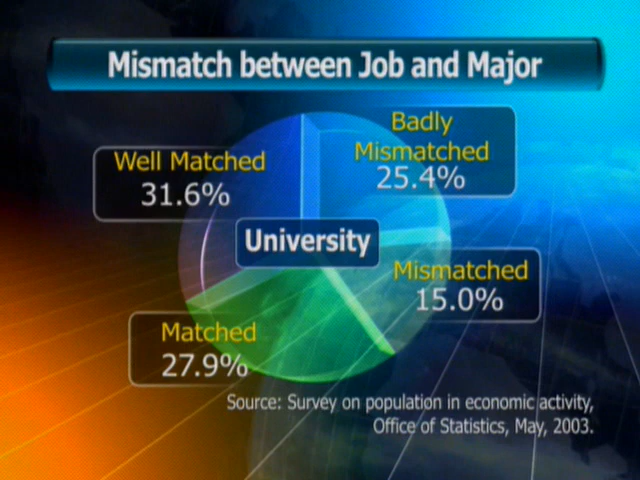 Mismatch between Job and Major
Badly
Mismatched
25.4%
Well Matched
31.6%
University
Mismatched
15.0%
Matched
27.9%
Source: Survey on population in economic activity,
Office of Statistics, May, 2003.